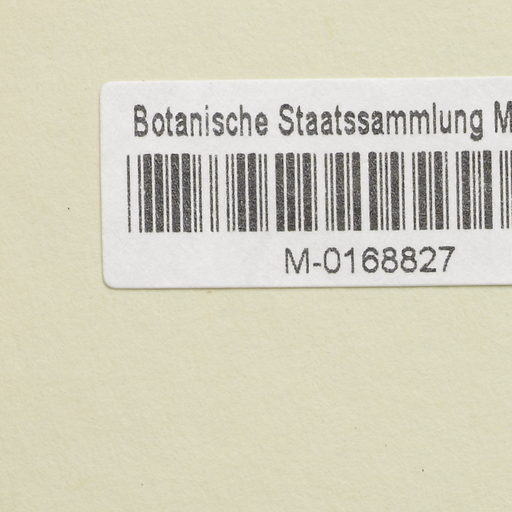 Botanische Staatssammlung M
M-0168827